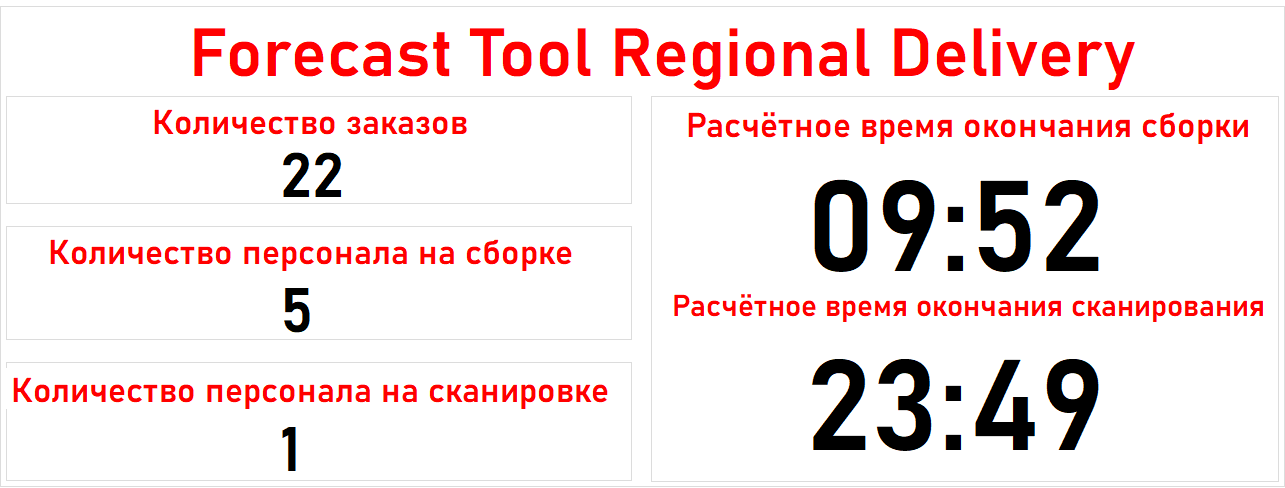 Forecast Tool Regional Delivery
Количество заказов
22
Количество персонала на сборке
5
Количество персонала на сканировке
1
Расчётное время окончания сборки
09:52
Расчётное время окончания сканирования
23:49